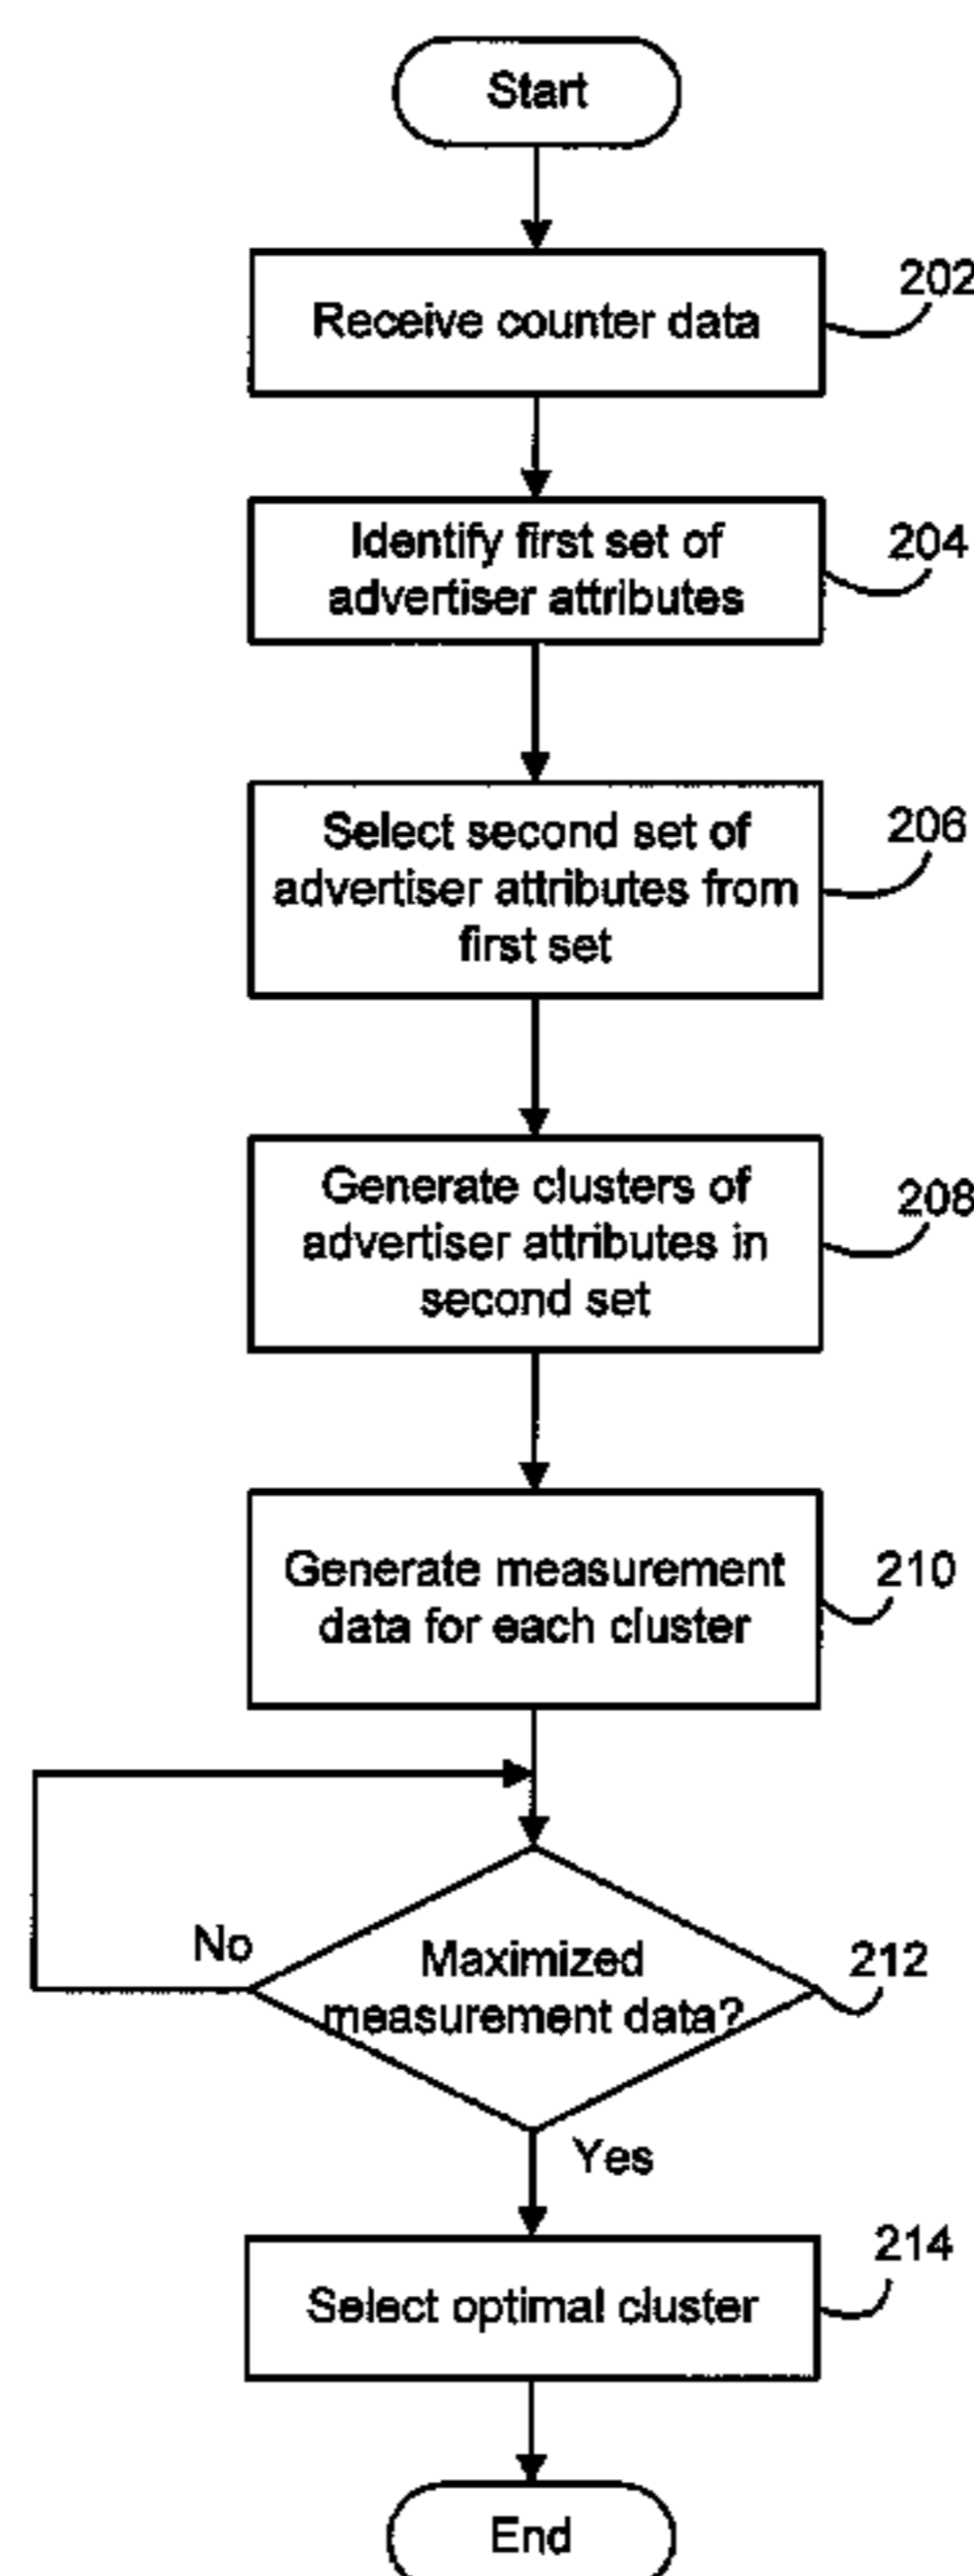 Start
Receive counter data
202
Identify first set of
advertiser attributes
204
Select second set of
advertiser attributes from
first set
206
Generate clusters of
advertiser attributes in
second set
208
Generate measurement
data for each cluster
210
No
Maximized
measurement data?
212
Yes
Select optimal cluster
214
End